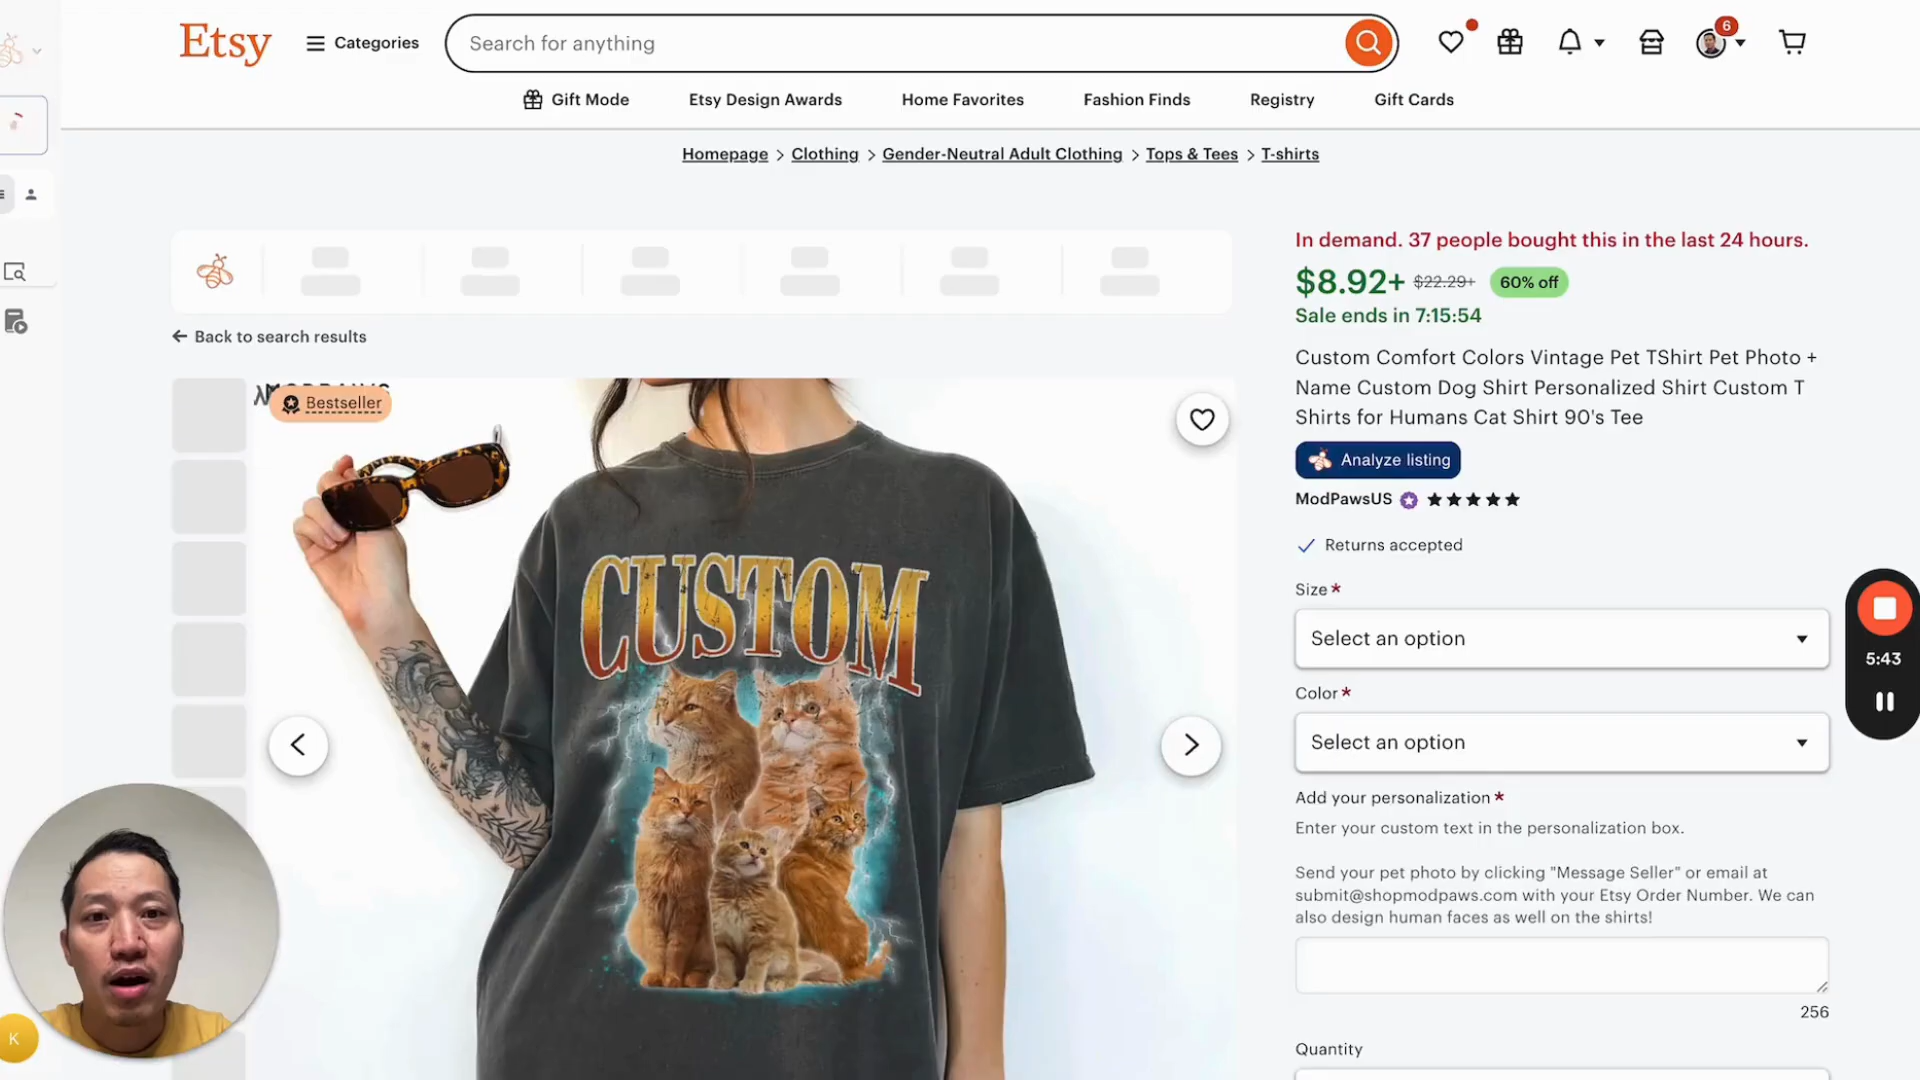 Etsy
Categories
Search for anything
6
Gift Mode
Etsy Design Awards
Home Favorites
Fashion Finds
Registry
Gift Cards
Homepage > Clothing > Gender-Neutral Adult Clothing > Tops & Tees > T-shirts
In demand. 37 people bought this in the last 24 hours.
$8.92+ $22.29+ 60% off
Sale ends in 7:15:54
Back to search results
Custom Comfort Colors Vintage Pet TShirt Pet Photo +
Name Custom Dog Shirt Personalized Shirt Custom T
Shirts for Humans Cat Shirt 90's Tee
Bestseller
Analyze listing
ModPawsUS
Returns accepted
Size *
Select an option
Color *
Select an option
Add your personalization *
Enter your custom text in the personalization box.
Send your pet photo by clicking "Message Seller" or email at
submit@shopmodpaws.com with your Etsy Order Number. We can
also design human faces as well on the shirts!
256
Quantity
CUSTOM
5:43
K